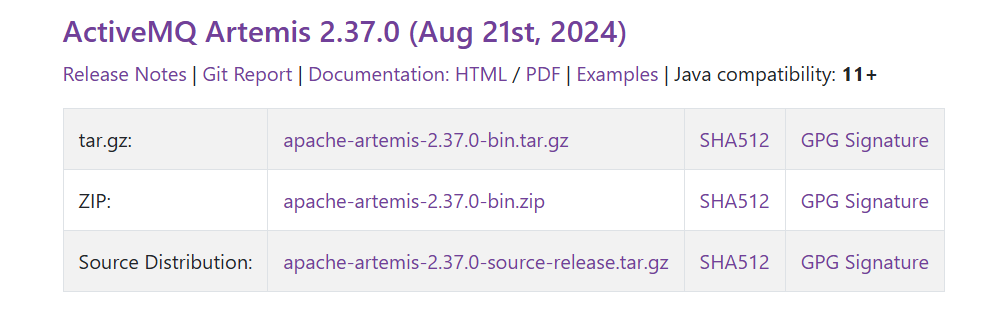 ActiveMQ Artemis 2.37.0 (Aug 21st, 2024)
Release Notes | Git Report | Documentation: HTML / PDF | Examples | Java compatibility: 11+
tar.gz: apache-artemis-2.37.0-bin.tar.gz SHA512 GPG Signature
ZIP: apache-artemis-2.37.0-bin.zip SHA512 GPG Signature
Source Distribution: apache-artemis-2.37.0-source-release.tar.gz SHA512 GPG Signature